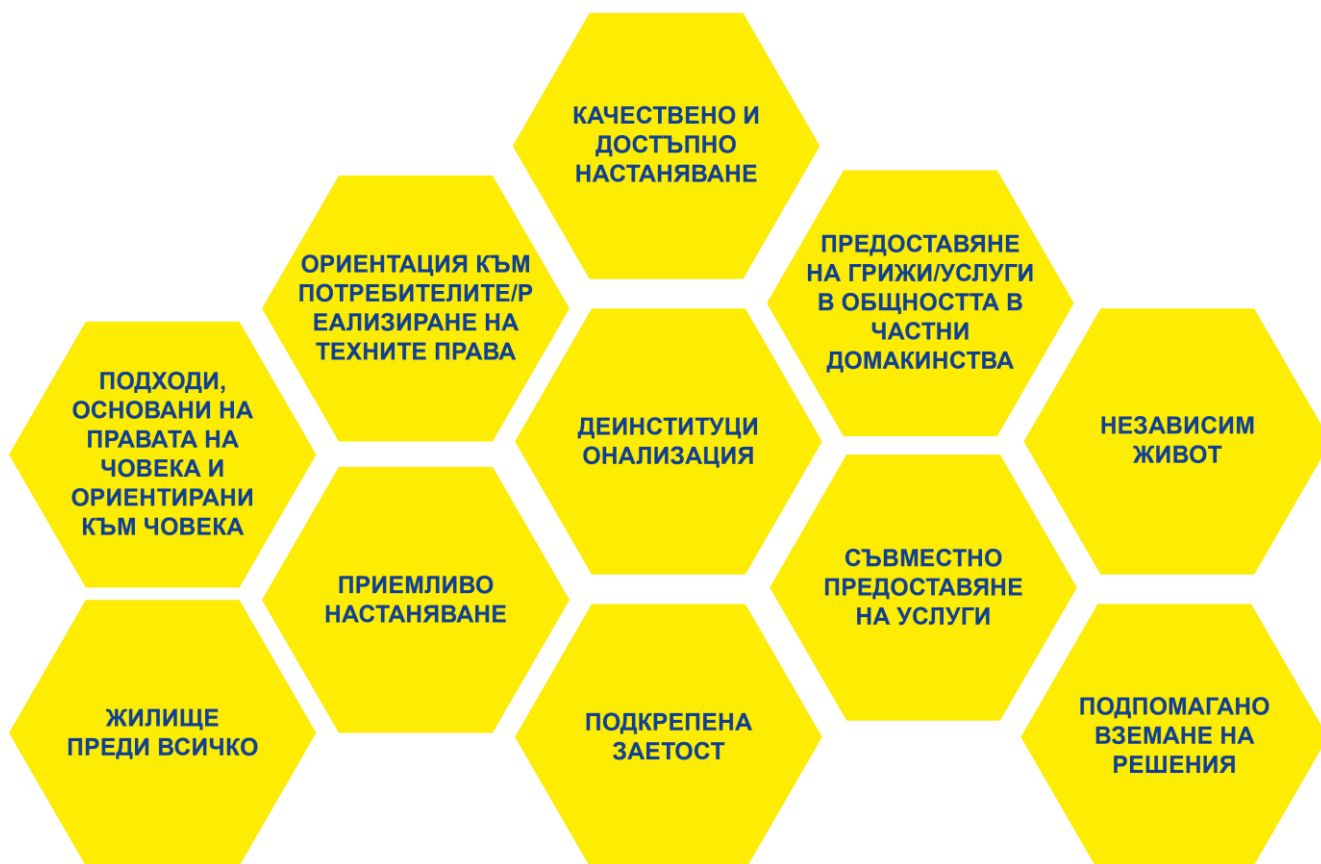 КАЧЕСТВЕНО И
ДОСТЪПНО
НАСТАНЯВАНЕ
ОРИЕНТАЦИЯ КЪМ
ПОТРЕБИТЕЛИТЕ/Р
ЕАЛИЗИРАНЕ НА
ТЕХНИТЕ ПРАВА
ПРЕДОСТАВЯНЕ
НА ГРИЖИ/УСЛУГИ
В ОБЩНОСТТА В
ЧАСТНИ
ДОМАКИНСТВА
ПОДХОДИ,
ОСНОВАНИ НА
ПРАВАТА НА
ЧОВЕКА И
ОРИЕНТИРАНИ
КЪМ ЧОВЕКА
ДЕИНСТИТУЦИ
ОНАЛИЗАЦИЯ
НЕЗАВИСИМ
ЖИВОТ
ПРИЕМЛИВО
НАСТАНЯВАНЕ
СЪВМЕСТНО
ПРЕДОСТАВЯНЕ
НА УСЛУГИ
ЖИЛИЩЕ
ПРЕДИ ВСИЧКО
ПОДКРЕПЕНА
ЗАЕТОСТ
ПОДПОМАГАНО
ВЗЕМАНЕ НА
РЕШЕНИЯ